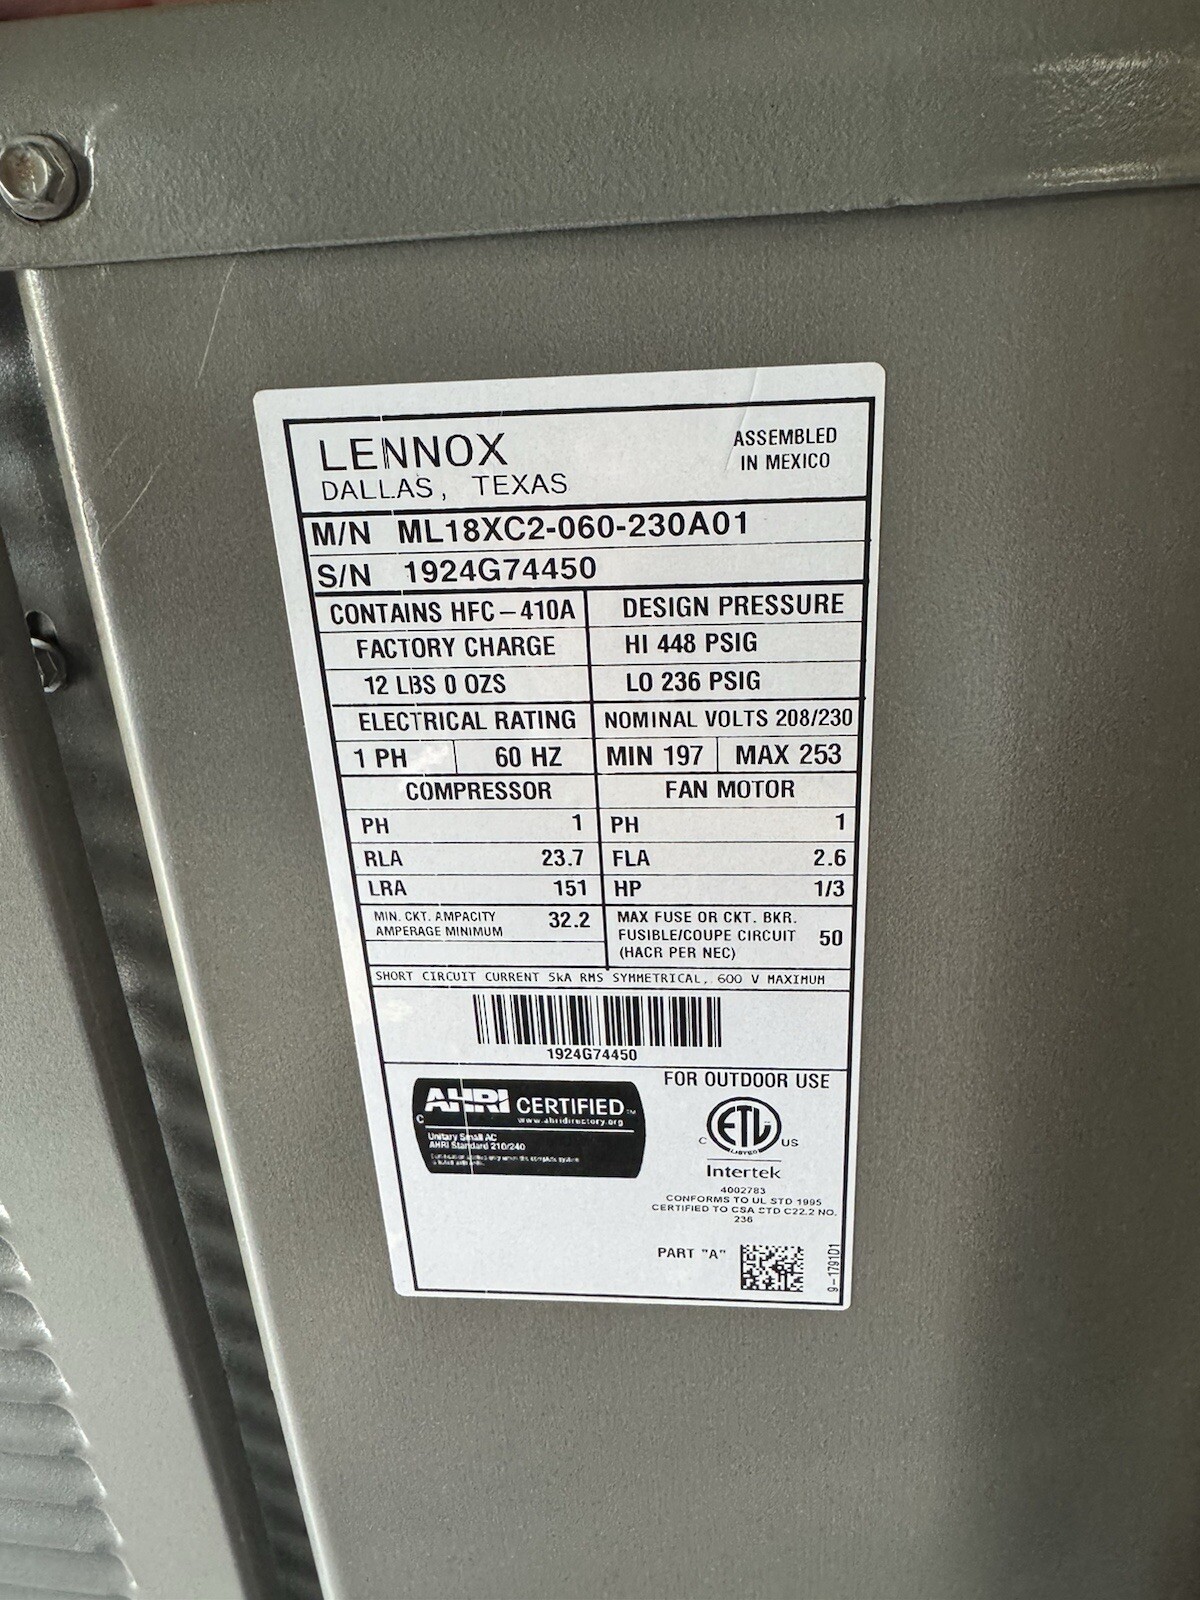 LENNOX
DALLAS, TEXAS
ASSEMBLED
IN MEXICO
M/N ML18XC2-060-230A01
S/N 1924G74450
CONTAINS HFC-410A
DESIGN PRESSURE
FACTORY CHARGE
HI 448 PSIG
12 LBS 0 OZS
LO 236 PSIG
ELECTRICAL RATING
NOMINAL VOLTS 208/230
1 PH 60 HZ
MIN 197 MAX 253
COMPRESSOR
FAN MOTOR
PH 1
PH 1
RLA 23.7
FLA 2.6
LRA 151
HP 1/3
MIN. CKT. AMPACITY
AMPERAGE MINIMUM
32.2
MAX FUSE OR CKT. BKR.
FUSIBLE/COUPE CIRCUIT
(HACR PER NEC)
50
SHORT CIRCUIT CURRENT 5kA RMS SYMMETRICAL, 600 V MAXIMUM
1924G74450
AHRI CERTIFIED™
www.ahridirectory.org
Unitary Small AC
AHRI Standard 210/240
FOR OUTDOOR USE
C ETL US
LISTED
Intertek
4002783
CONFORMS TO UL STD 1995
CERTIFIED TO CSA STD C22.2 NO.
236
PART "A"
9-1791D1